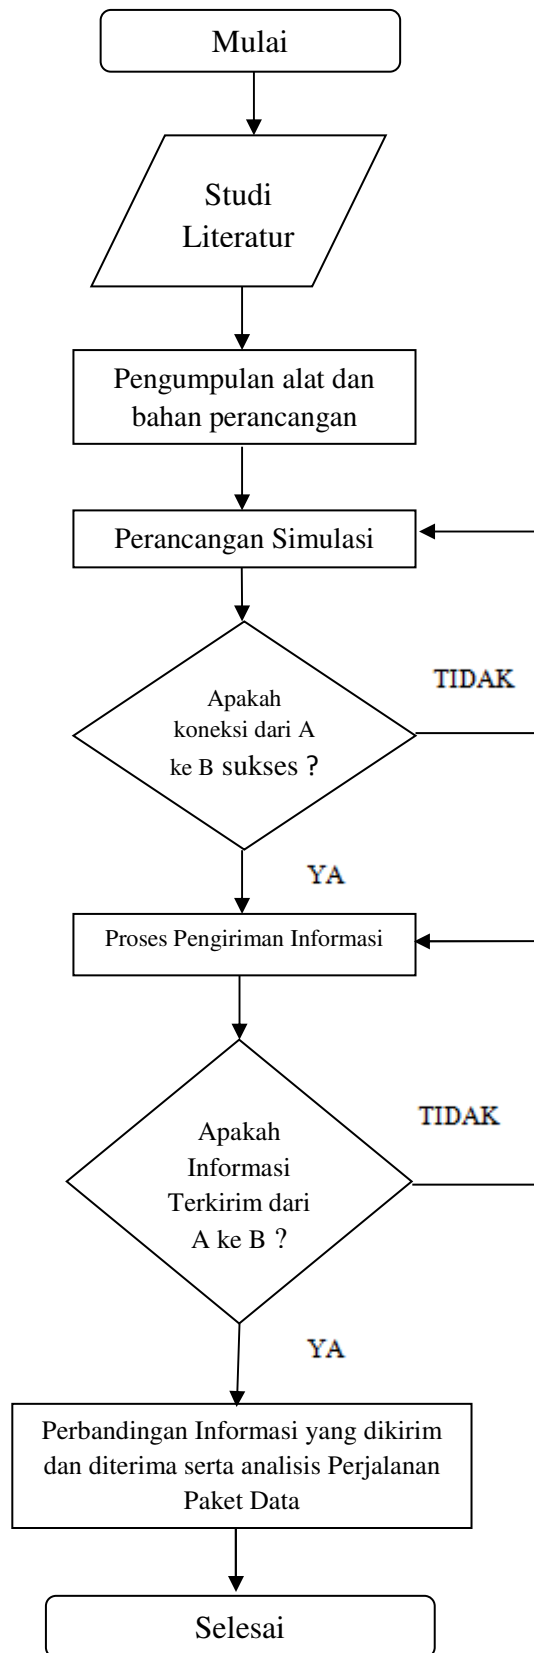 Mulai
Studi
Literatur
Pengumpulan alat dan
bahan perancangan
Perancangan Simulasi
Apakah
koneksi dari A
ke B sukses ?
TIDAK
YA
Proses Pengiriman Informasi
Apakah
Informasi
Terkirim dari
A ke B ?
TIDAK
YA
Perbandingan Informasi yang dikirim
dan diterima serta analisis Perjalanan
Paket Data
Selesai